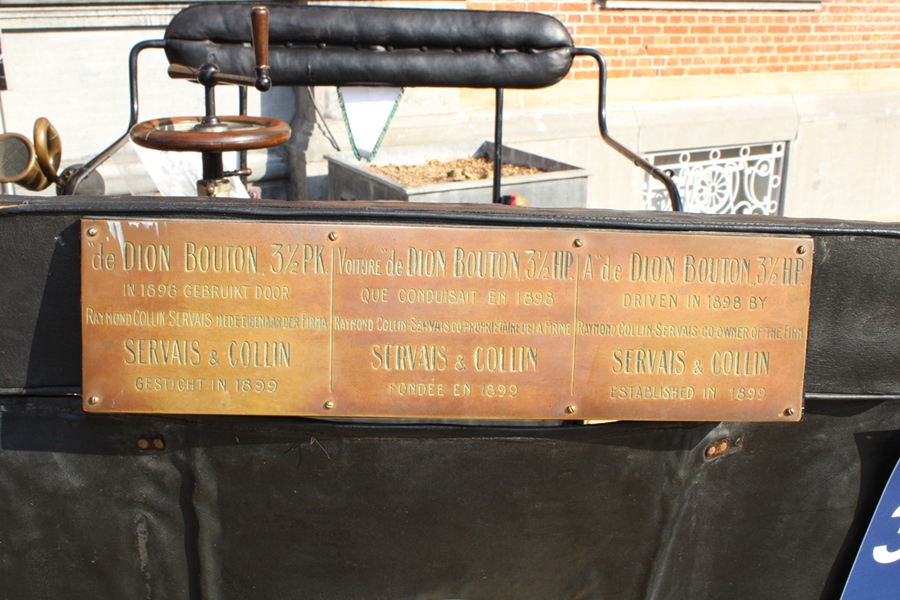 "de DION BOUTON„ 3½ PK.
IN 1898 GEBRUIKT DOOR
RAYMOND COLLIN SERVAIS MEDE EIGENAAR DER FIRMA
SERVAIS & COLLIN
GESTICHT IN 1899
VOITURE "de DION BOUTON„ 3½ HP.
QUE CONDUISAIT EN 1898
RAYMOND COLLIN-SERVAIS CO-PROPRIETAIRE DE LA FIRME
SERVAIS & COLLIN
FONDÉE EN 1899
A "de DION BOUTON„ 3½ HP
DRIVEN IN 1898 BY
RAYMOND COLLIN-SERVAIS CO-OWNER OF THE FIRM
SERVAIS & COLLIN
ESTABLISHED IN 1899